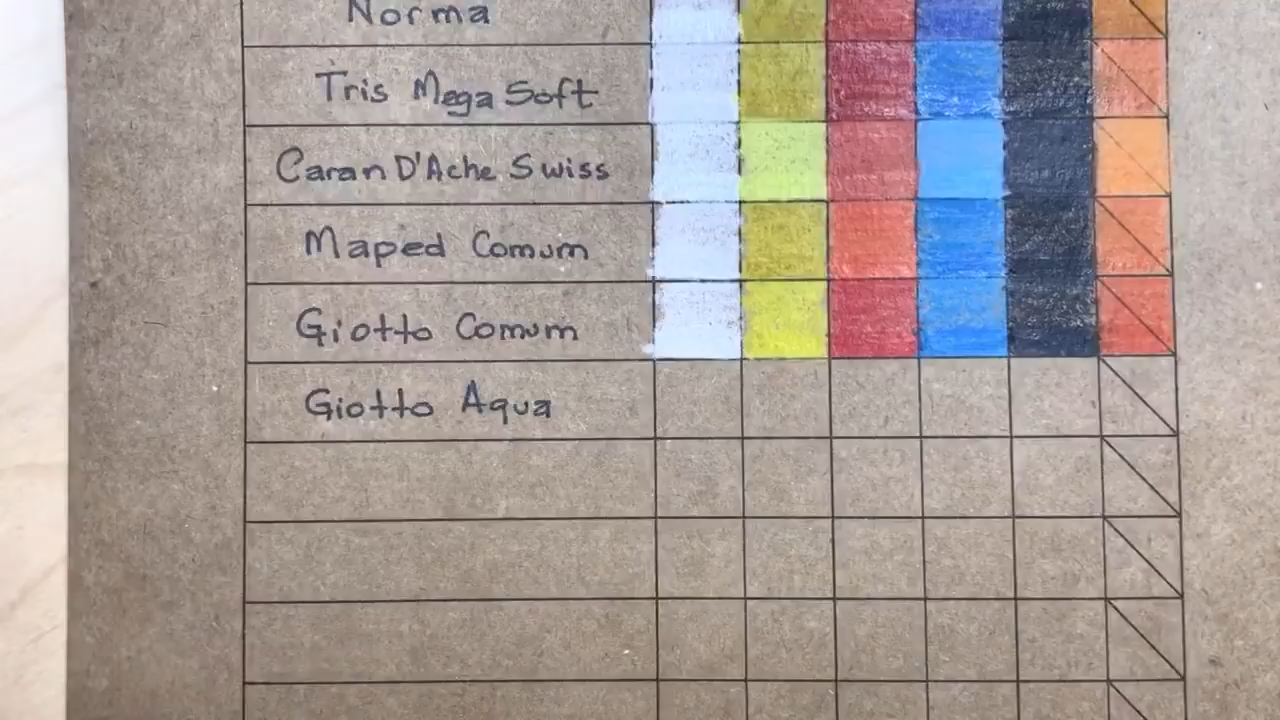 Norma
Tris Mega Soft
Caran D'Ache Swiss
Maped Comum
Giotto Comum
Giotto Aqua